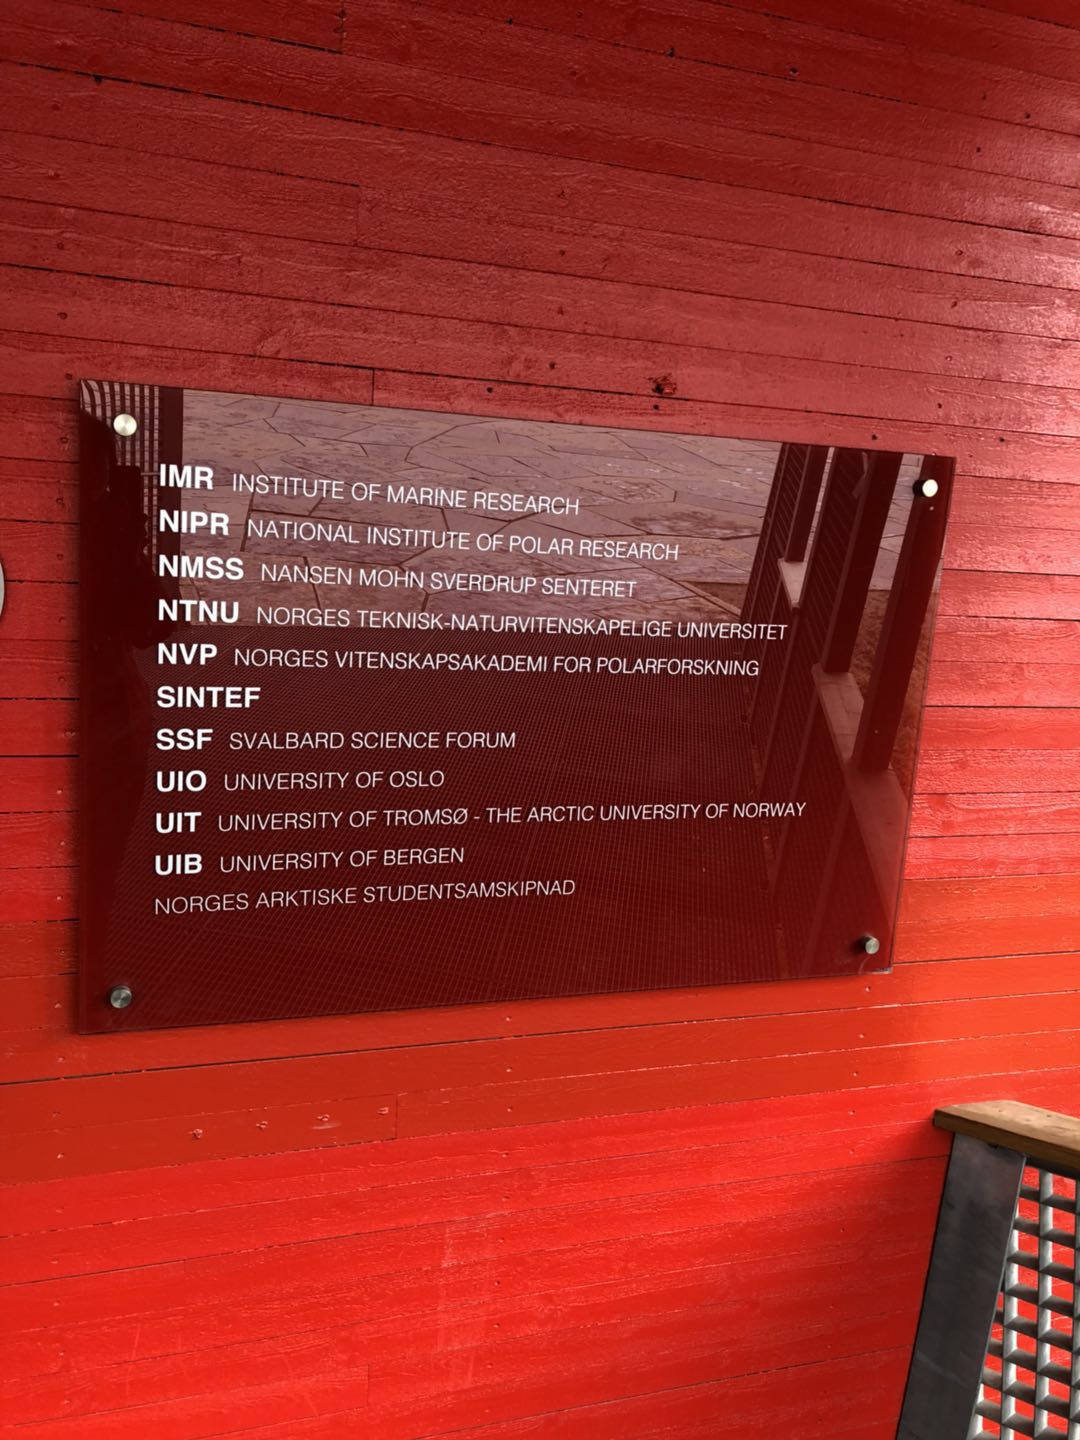 IMR INSTITUTE OF MARINE RESEARCH
NIPR NATIONAL INSTITUTE OF POLAR RESEARCH
NMSS NANSEN MOHN SVERDRUP SENTERET
NTNU NORGES TEKNISK-NATURVITENSKAPELIGE UNIVERSITET
NVP NORGES VITENSKAPSAKADEMI FOR POLARFORSKNING
SINTEF
SSF SVALBARD SCIENCE FORUM
UIO UNIVERSITY OF OSLO
UIT UNIVERSITY OF TROMSØ - THE ARCTIC UNIVERSITY OF NORWAY
UIB UNIVERSITY OF BERGEN
NORGES ARKTISKE STUDENTSAMSKIPNAD